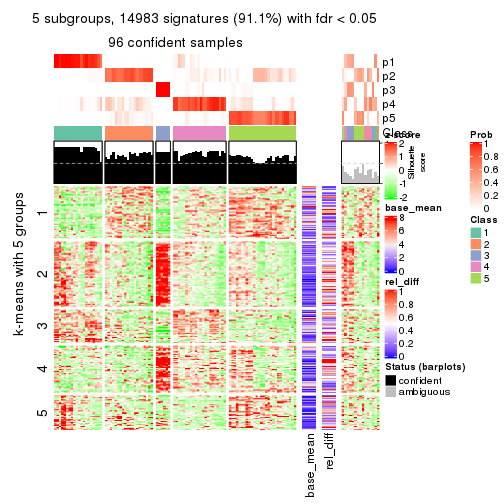 5 subgroups, 14983 signatures (91.1%) with fdr < 0.05
96 confident samples
p1
p2
p3
p4
p5
Class
k-means with 5 groups
1
2
3
4
5
base_mean
rel_diff
z-score
2
1
0
-1
-2
Silhouette
score
base_mean
8
6
4
2
0
rel_diff
1
0.8
0.6
0.4
0.2
0
Status (barplots)
confident
ambiguous
Prob
1
0.8
0.6
0.4
0.2
0
Class
1
2
3
4
5